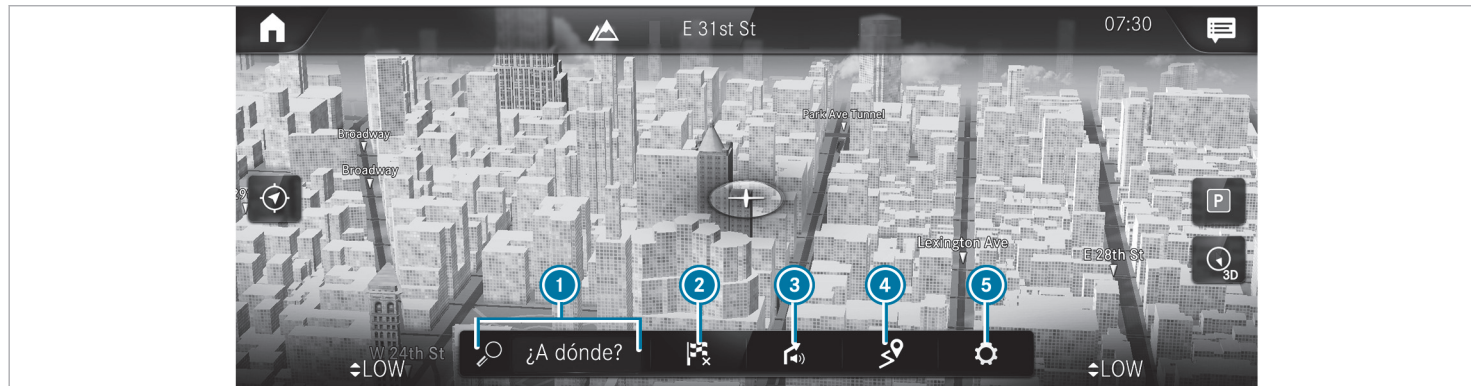 E 31st St
07:30
Park Ave Tunnel
Broadway
Broadway
29
P
Lexington Ave
E 28th St
3D
1
2
3
4
5
W 24th St
¿A dónde?
LOW
LOW